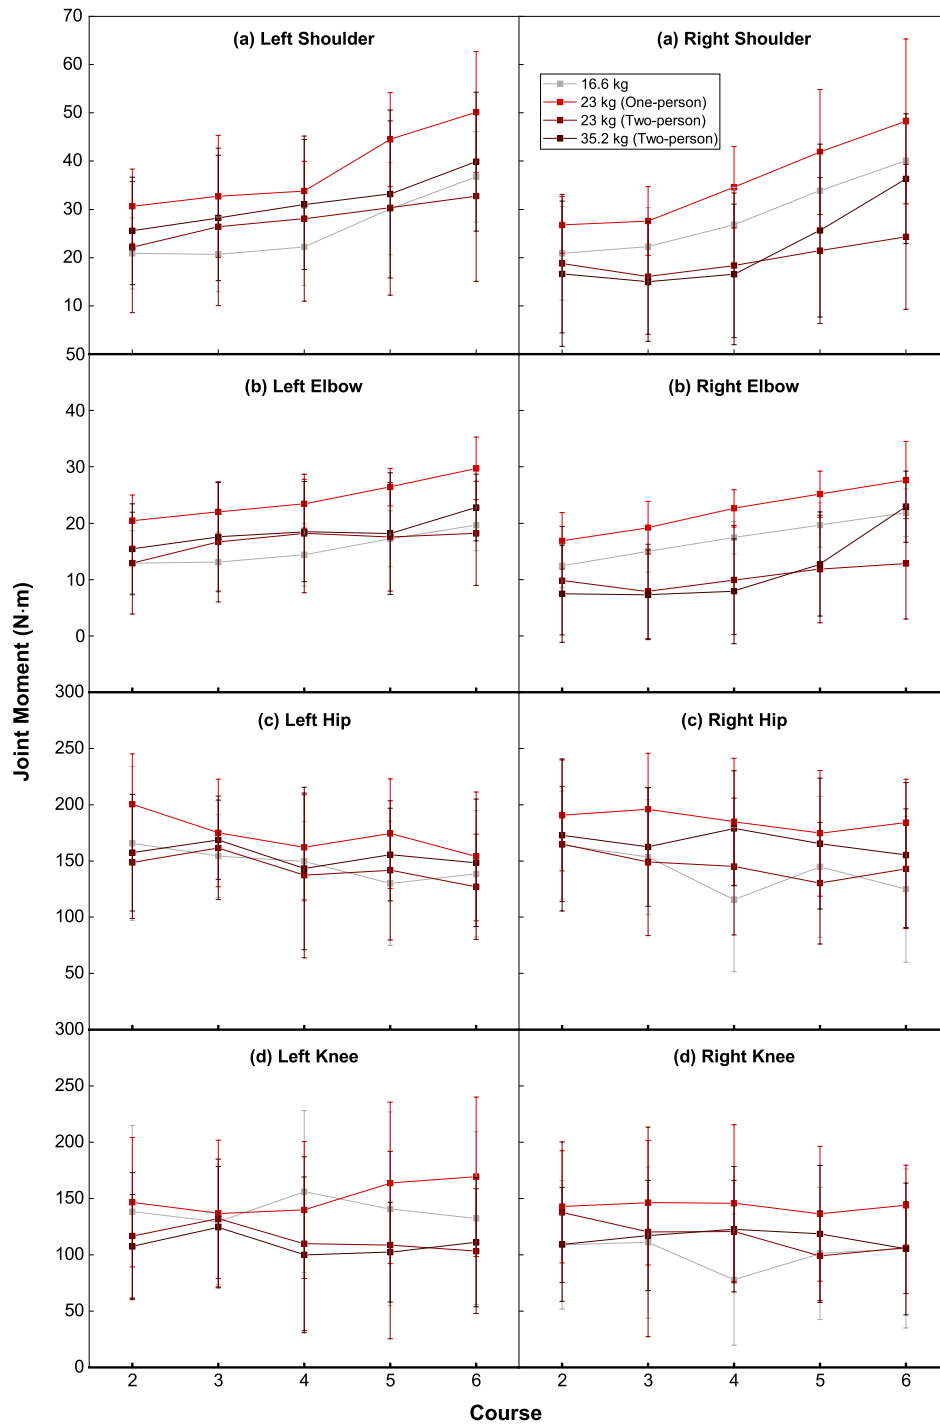 70
60
50
40
30
20
10
50
(a) Left Shoulder
(a) Right Shoulder
16.6 kg
23 kg (One-person)
23 kg (Two-person)
35.2 kg (Two-person)
40
30
20
10
0
300
(b) Left Elbow
(b) Right Elbow
Joint Moment (N·m)
250
200
150
100
50
300
(c) Left Hip
(c) Right Hip
250
200
150
100
50
0
(d) Left Knee
(d) Right Knee
2 3 4 5 6 2 3 4 5 6
Course